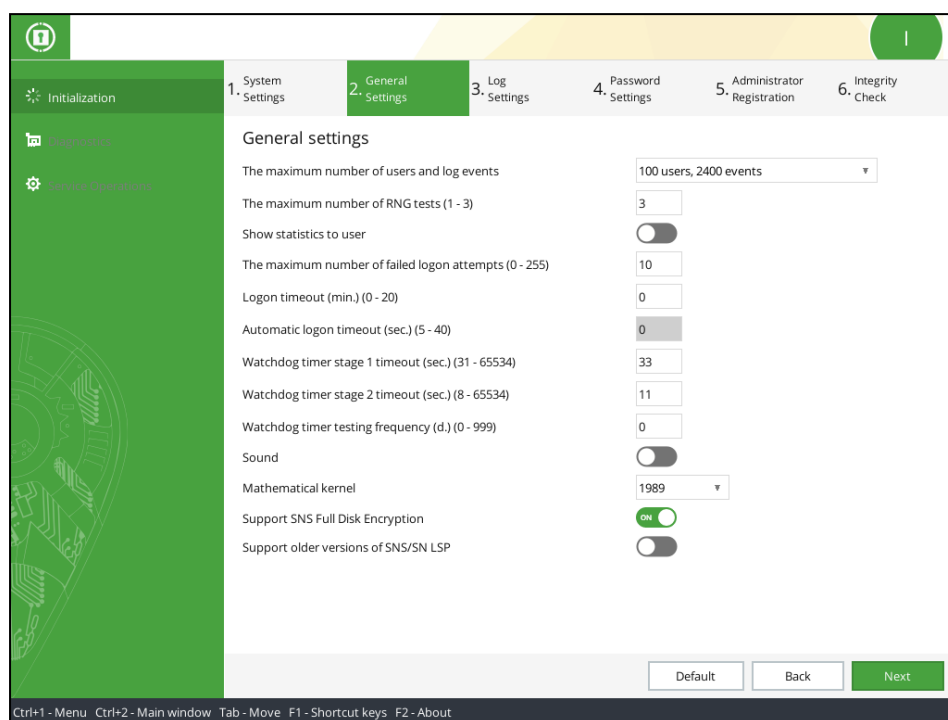 I
Initialization
1. System Settings
2. General Settings
3. Log Settings
4. Password Settings
5. Administrator Registration
6. Integrity Check
General settings
The maximum number of users and log events 100 users, 2400 events
The maximum number of RNG tests (1 - 3) 3
Show statistics to user
The maximum number of failed logon attempts (0 - 255) 10
Logon timeout (min.) (0 - 20) 0
Automatic logon timeout (sec.) (5 - 40) 0
Watchdog timer stage 1 timeout (sec.) (31 - 65534) 33
Watchdog timer stage 2 timeout (sec.) (8 - 65534) 11
Watchdog timer testing frequency (d.) (0 - 999) 0
Sound
Mathematical kernel 1989
Support SNS Full Disk Encryption ON
Support older versions of SNS/SN LSP
Default Back Next
Ctrl+1 - Menu Ctrl+2 - Main window Tab - Move F1 - Shortcut keys F2 - About